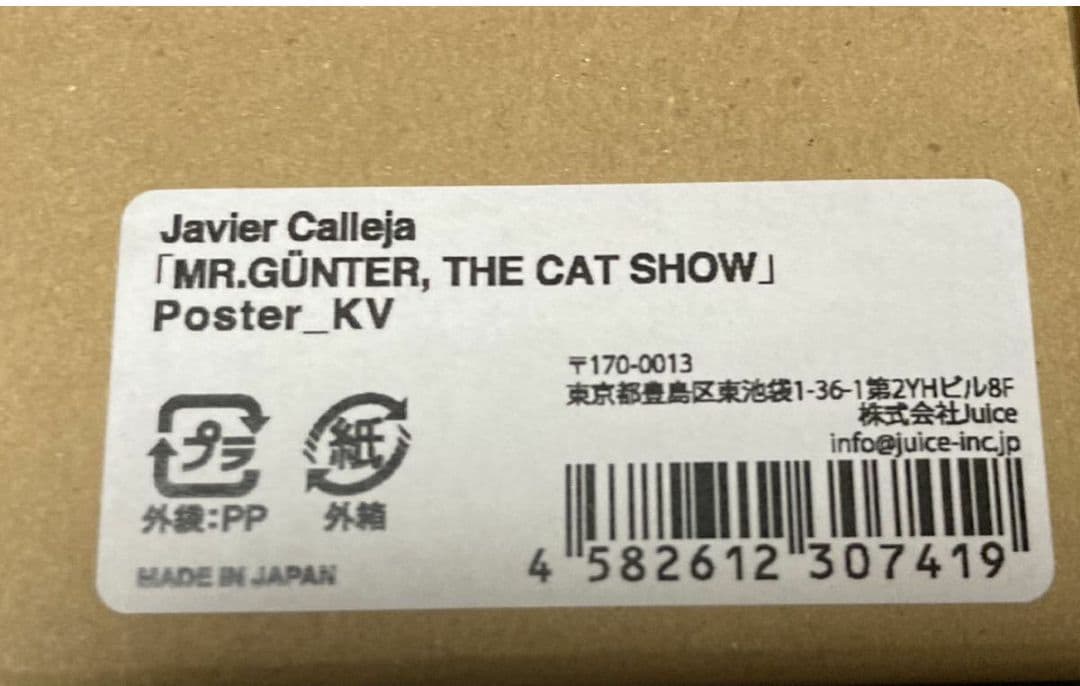 Javier Calleja
「MR.GÜNTER, THE CAT SHOW」
Poster_KV
〒170-0013
東京都豊島区東池袋1-36-1第2YHビル8F
株式会社Juice
info@juice-inc.jp
プラ
紙
外袋:PP
外箱
MADE IN JAPAN
4 582612 307419